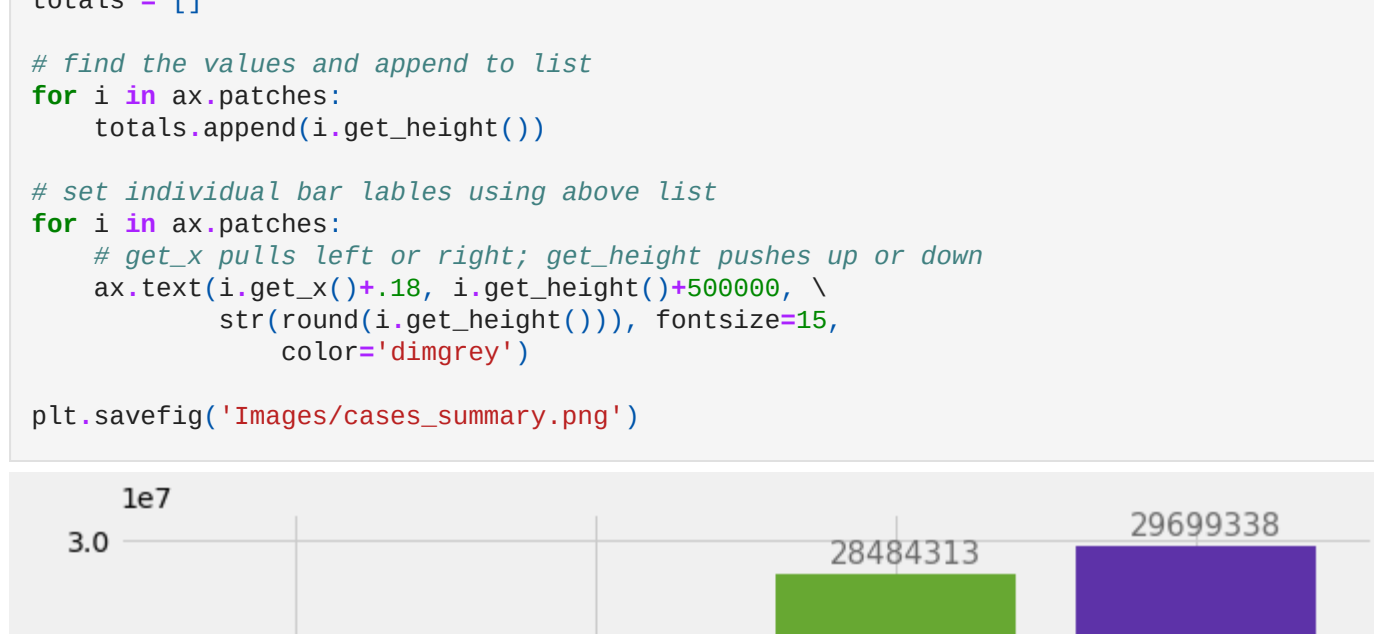 totals = []
# find the values and append to list
for i in ax.patches:
    totals.append(i.get_height())
# set individual bar lables using above list
for i in ax.patches:
    # get_x pulls left or right; get_height pushes up or down
    ax.text(i.get_x()+.18, i.get_height()+500000, \
            str(round(i.get_height())), fontsize=15,
                color='dimgrey')
plt.savefig('Images/cases_summary.png')
1e7
3.0
28484313
29699338